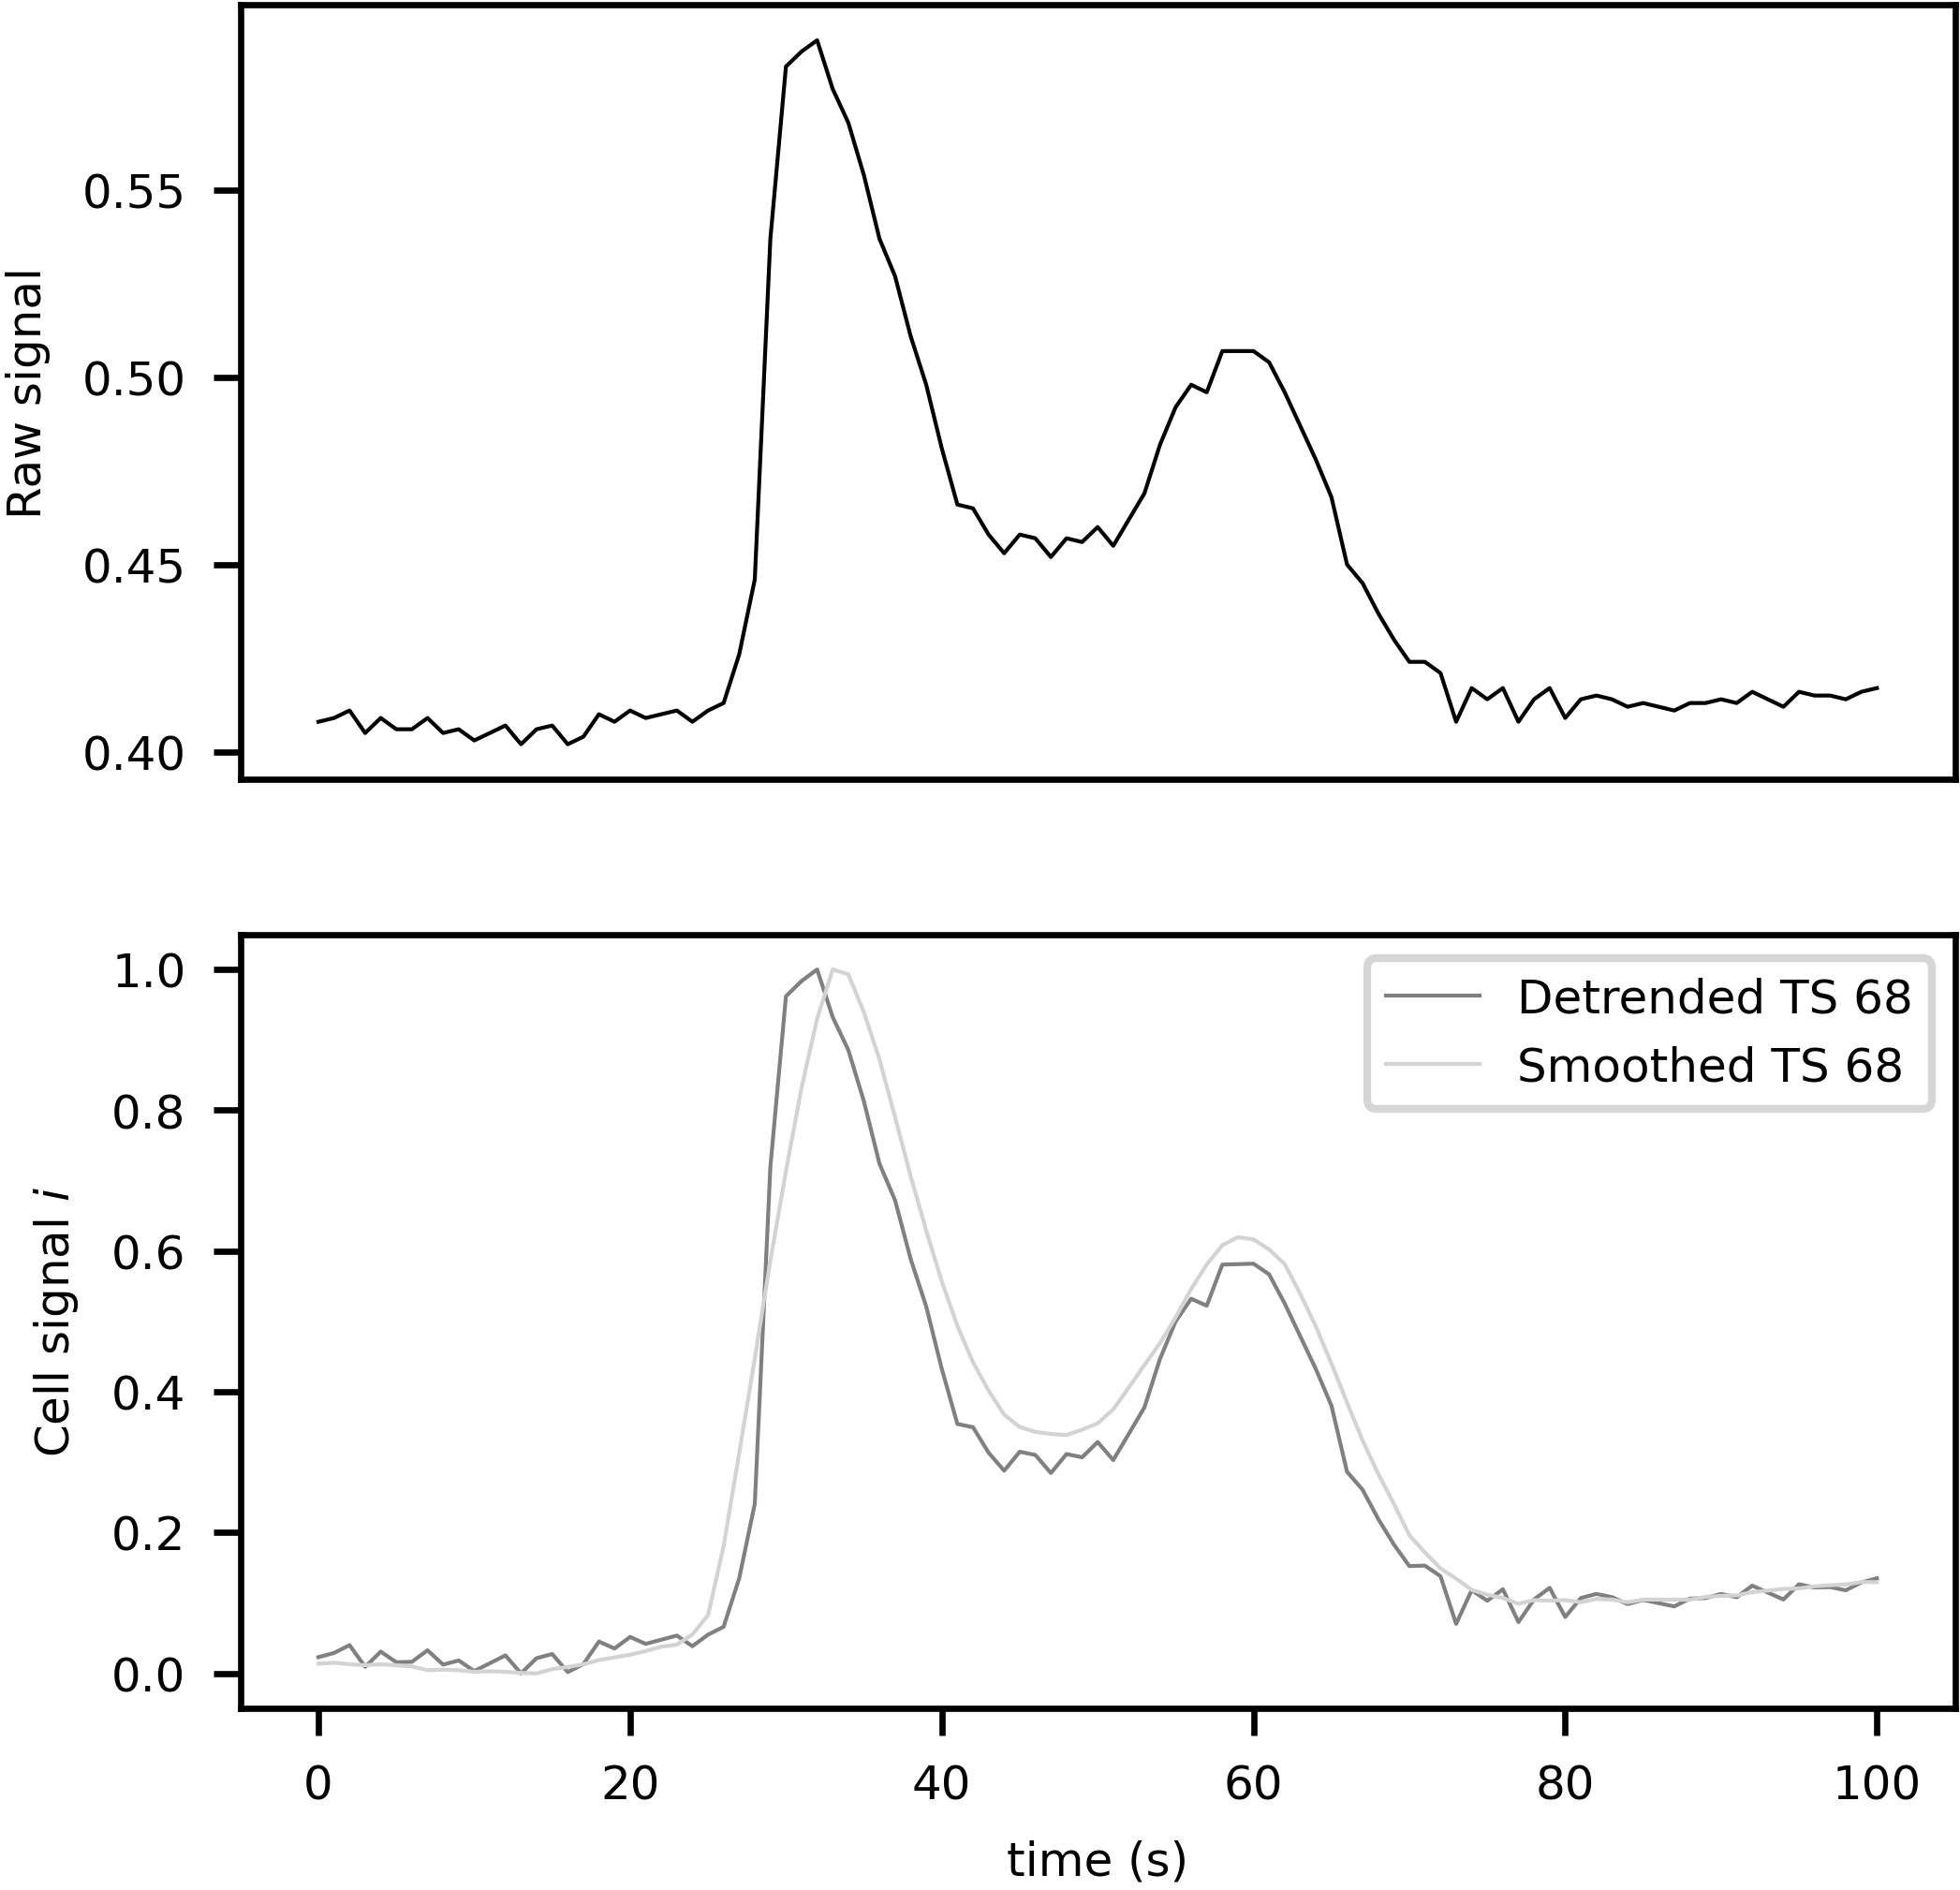 Raw signal
0.55
0.50
0.45
0.40
Cell signal i
1.0
0.8
0.6
0.4
0.2
0.0
Detrended TS 68
Smoothed TS 68
0 20 40 60 80 100
time (s)